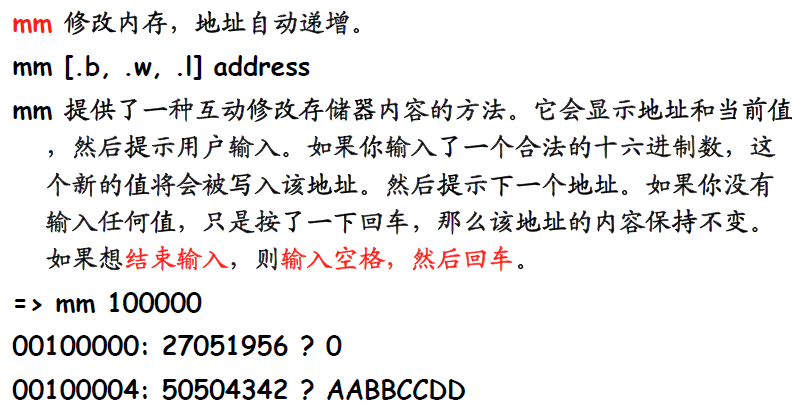 mm 修改内存，地址自动递增。
mm [.b, .w, .l] address
mm 提供了一种互动修改存储器内容的方法。它会显示地址和当前值
，然后提示用户输入。如果你输入了一个合法的十六进制数，这
个新的值将会被写入该地址。然后提示下一个地址。如果你没有
输入任何值，只是按了一下回车，那么该地址的内容保持不变。
如果想结束输入，则输入空格，然后回车。
=> mm 100000
00100000: 27051956 ? 0
00100004: 50504342 ? AABBCCDD